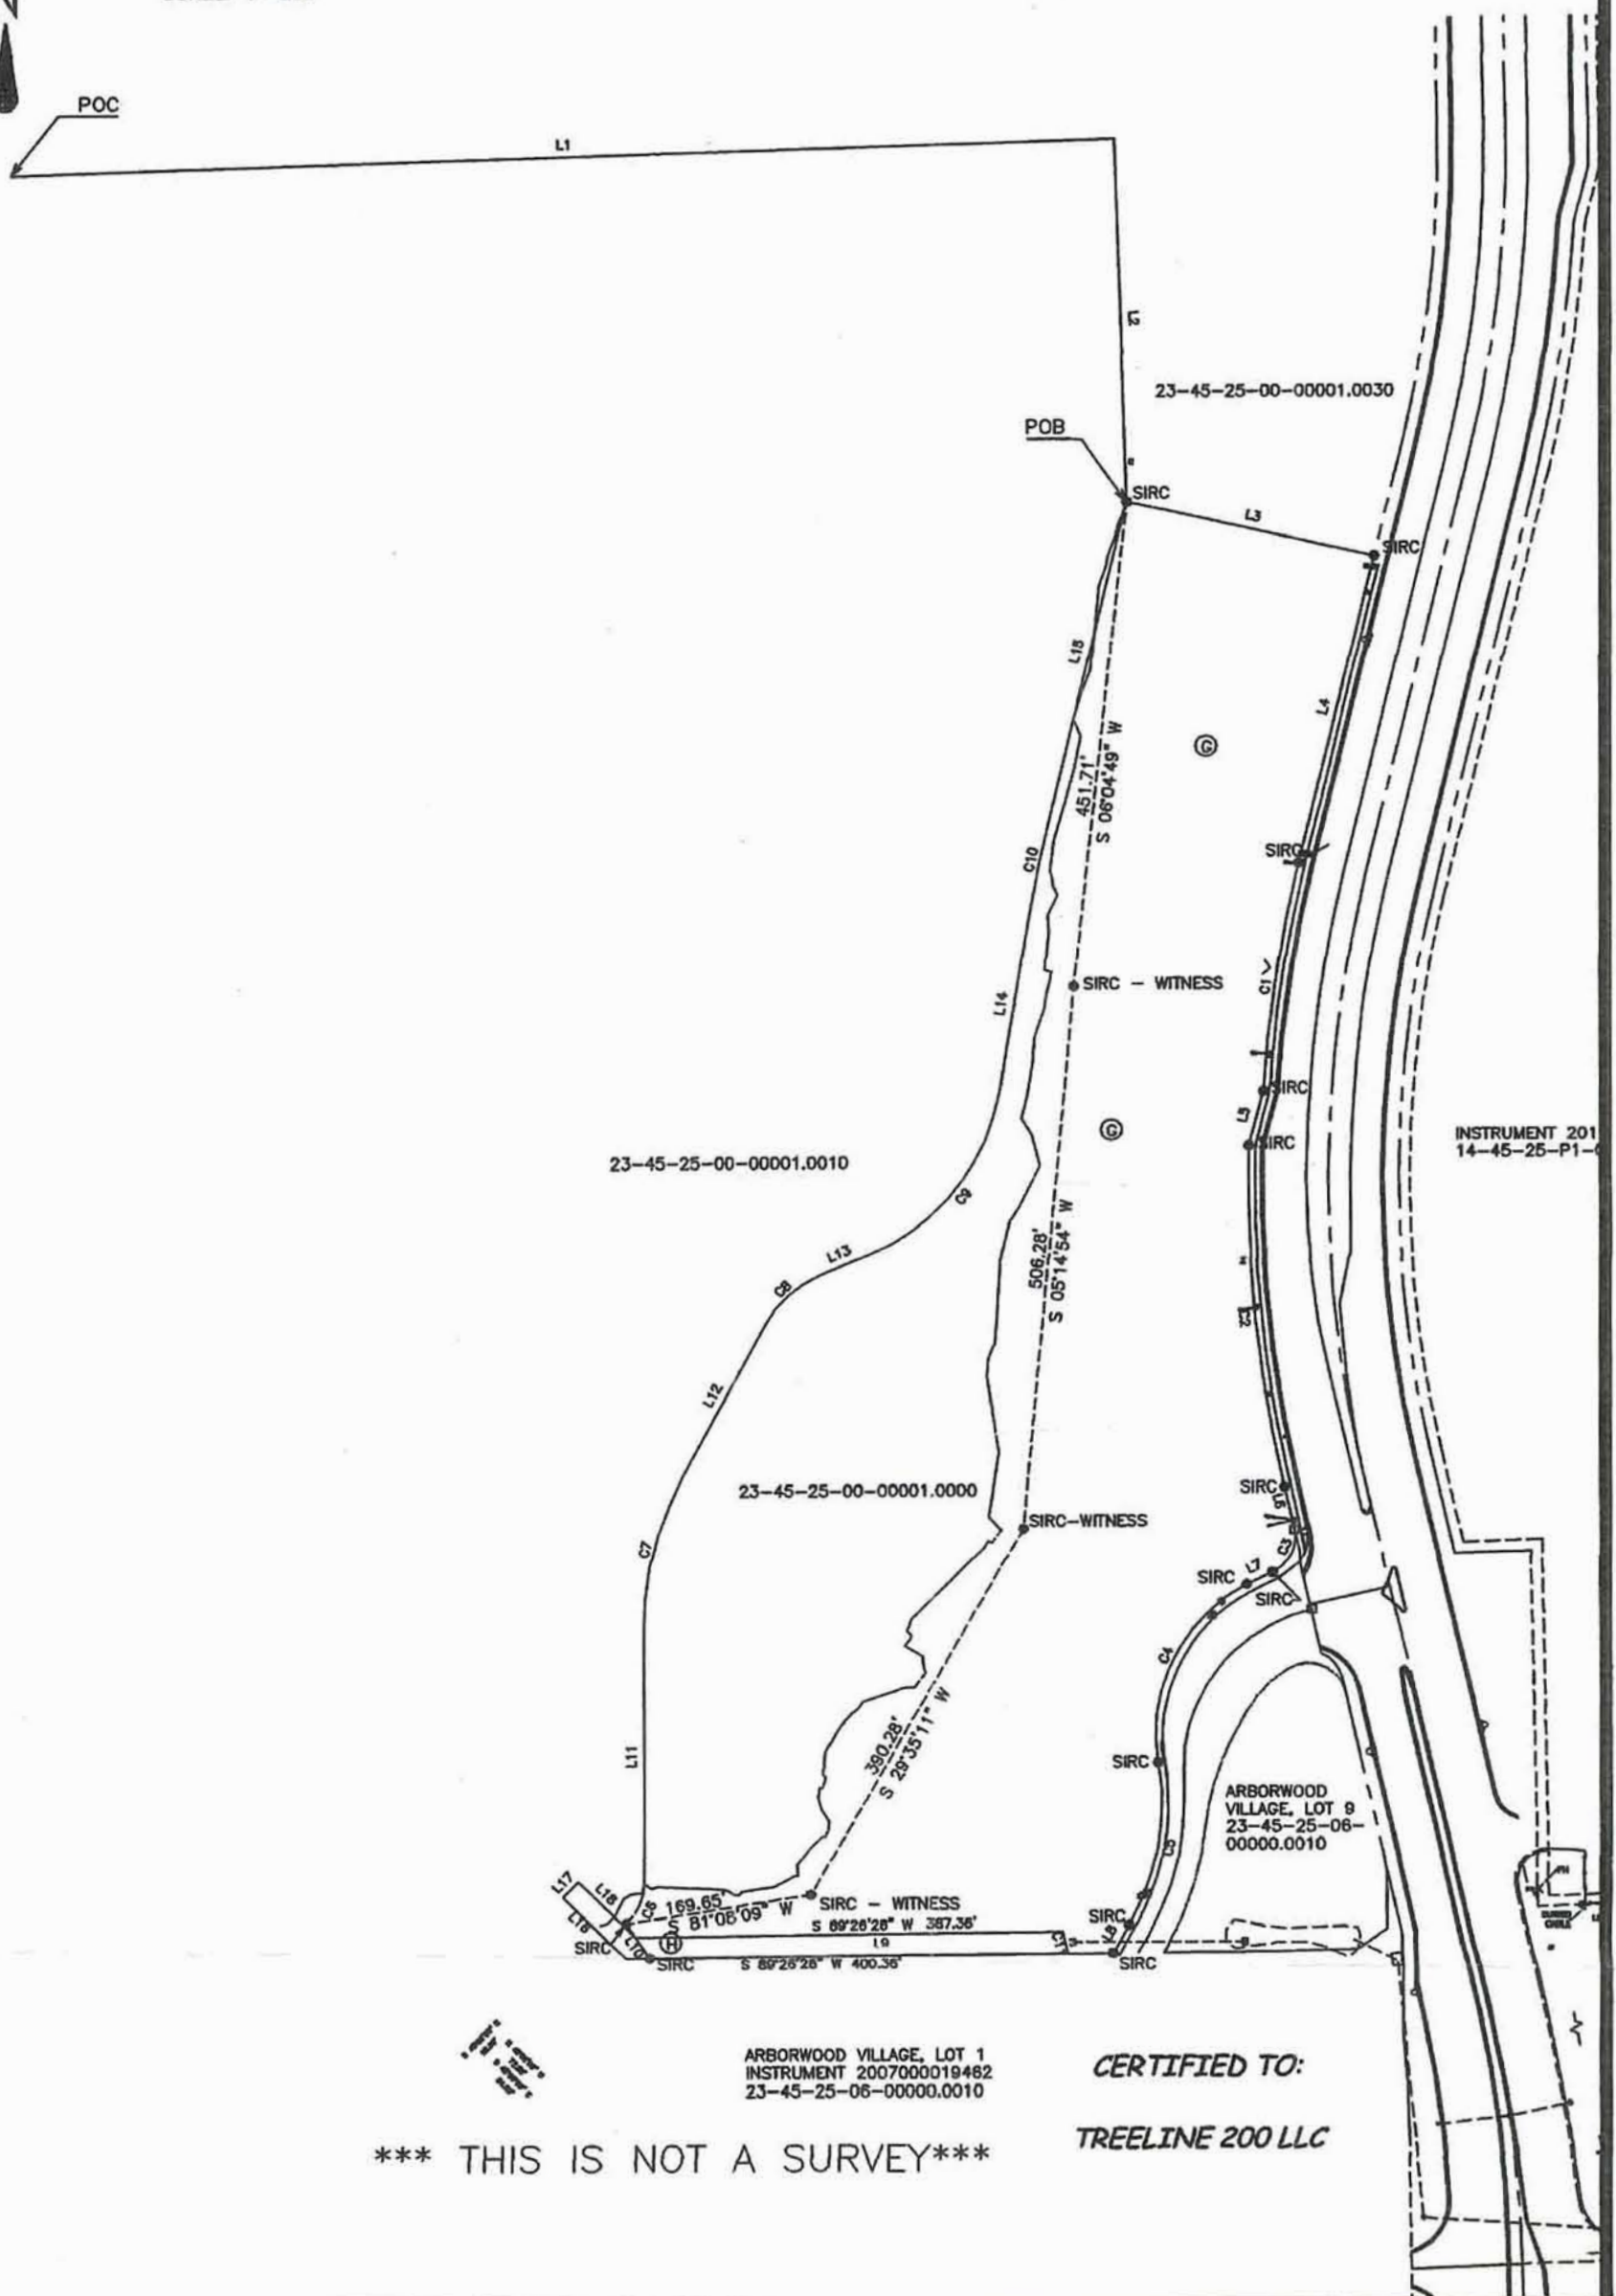 POC
L1
L2
23-45-25-00-00001.0030
POB
SIRC
L3
SIRC
L15
L4
G
451.71'
S 06°04'49" W
SIRC
C10
C1
SIRC - WITNESS
L14
SIRC
L5
SIRC
G
INSTRUMENT 201
14-45-25-P1-
23-45-25-00-00001.0010
C9
506.28'
S 05°14'54" W
L13
C8
C2
L12
23-45-25-00-00001.0000
SIRC
L6
SIRC-WITNESS
C7
C3
L7
SIRC
SIRC
C4
390.28'
S 29°35'11" W
L11
SIRC
ARBORWOOD
VILLAGE, LOT 9
23-45-25-06-
00000.0010
C5
L17
L18
C6
169.65'
S 81°08'09" W
SIRC - WITNESS
L16
SIRC
L10
H
S 89°26'28" W 387.36'
L9
SIRC
L8
SIRC
S 89°26'28" W 400.36'
SIRC
ARBORWOOD VILLAGE, LOT 1
INSTRUMENT 2007000019462
23-45-25-06-00000.0010
CERTIFIED TO:
TREELINE 200 LLC
*** THIS IS NOT A SURVEY***